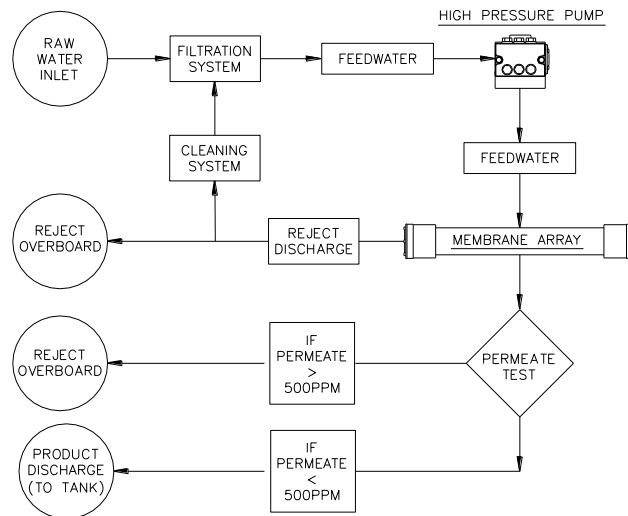 HIGH PRESSURE PUMP
RAW
WATER
INLET
FILTRATION
SYSTEM
FEEDWATER
CLEANING
SYSTEM
FEEDWATER
REJECT
OVERBOARD
REJECT
DISCHARGE
MEMBRANE ARRAY
REJECT
OVERBOARD
IF
PERMEATE
>
500PPM
PERMEATE
TEST
PRODUCT
DISCHARGE
(TO TANK)
IF
PERMEATE
<
500PPM